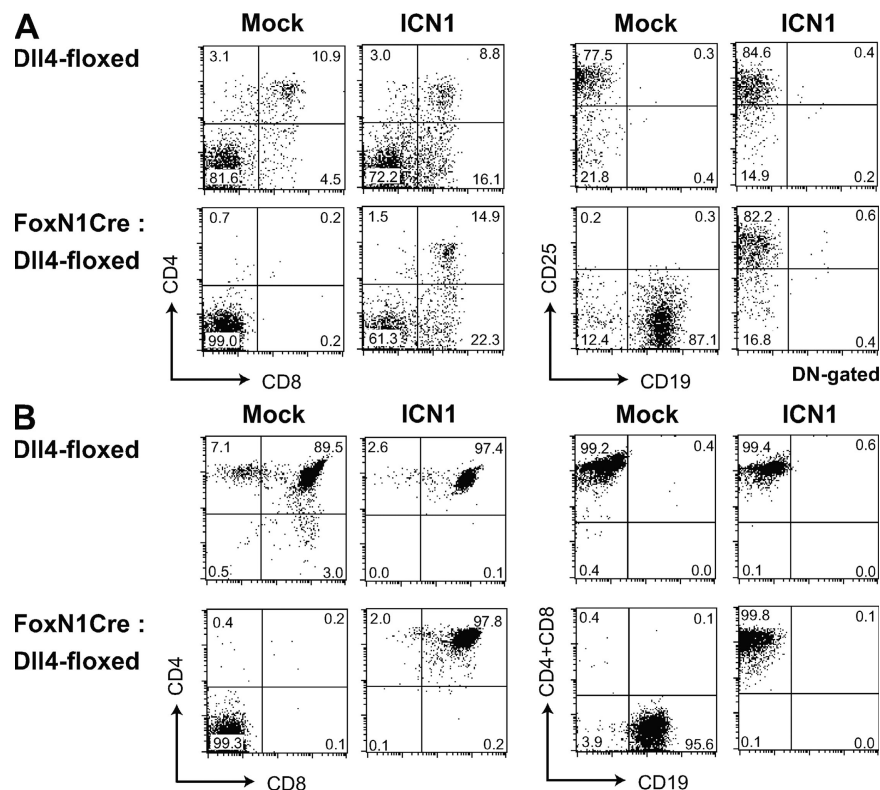 A
Mock ICN1 Mock ICN1
Dll4-floxed
3.1 10.9 3.0 8.8 77.5 0.3 84.6 0.4
81.6 4.5 72.2 16.1 21.8 0.4 14.9 0.2
FoxN1Cre :
Dll4-floxed
0.7 0.2 1.5 14.9 0.2 0.3 82.2 0.6
CD4 CD25
99.0 0.2 61.3 22.3 12.4 87.1 16.8 0.4
CD8 CD19 DN-gated
B
Mock ICN1 Mock ICN1
Dll4-floxed
7.1 89.5 2.6 97.4 99.2 0.4 99.4 0.6
0.5 3.0 0.0 0.1 0.4 0.0 0.1 0.0
FoxN1Cre :
Dll4-floxed
0.4 0.2 2.0 97.8 0.4 0.1 99.8 0.1
CD4 CD4+CD8
99.3 0.1 0.1 0.2 3.9 95.6 0.1 0.0
CD8 CD19